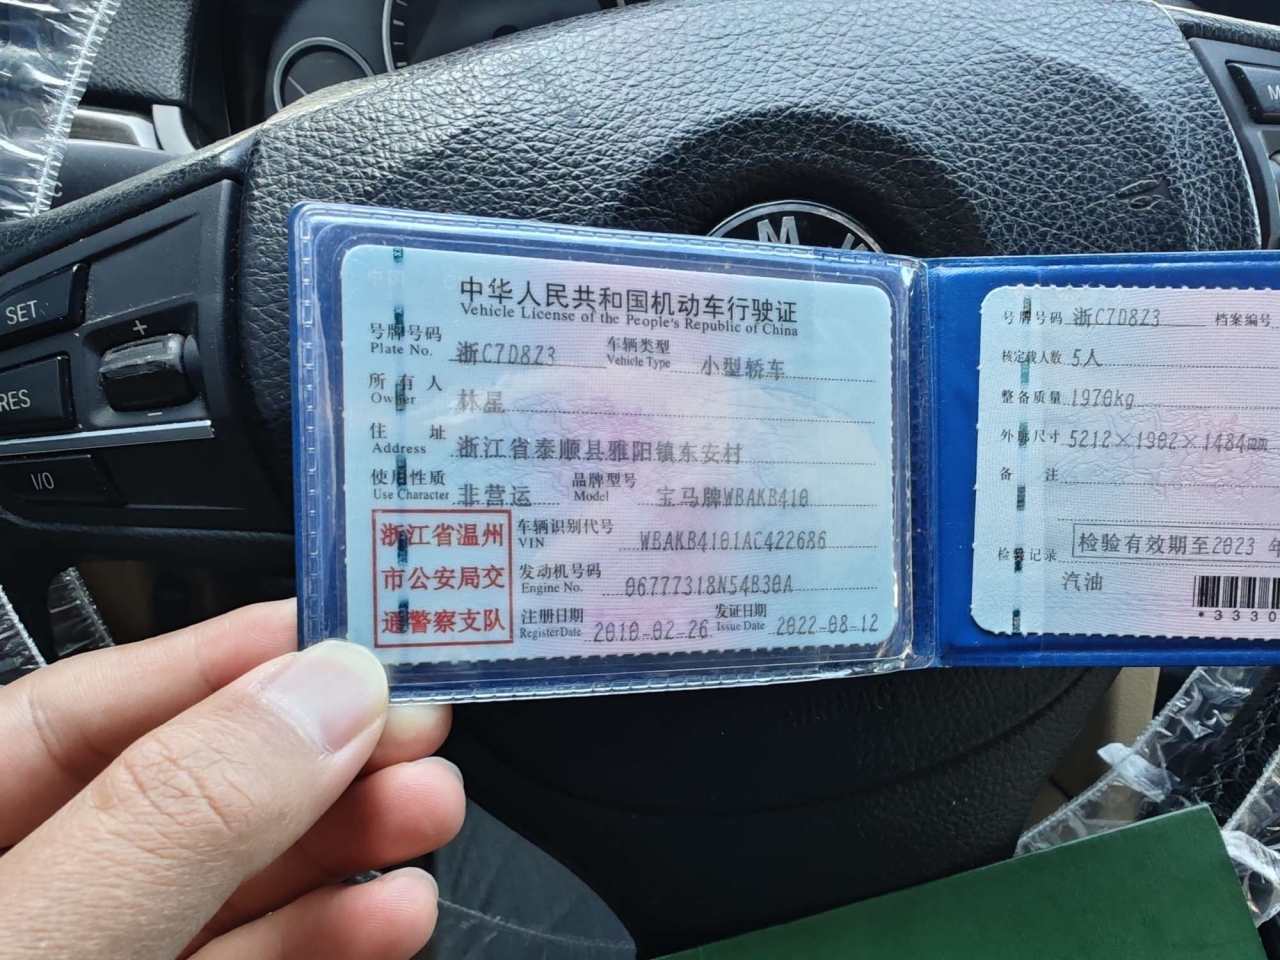 SET
+
RES
−
I/O
M
中华人民共和国机动车行驶证
Vehicle License of the People's Republic of China
号牌号码 浙C7D8Z3 车辆类型 小型轿车
Plate No. Vehicle Type
所有人 林星
Owner
住址 浙江省泰顺县雅阳镇东安村
Address
使用性质 非营运 品牌型号 宝马牌WBAKB410
Use Character Model
浙江省温州
市公安局交
通警察支队
车辆识别代号 WBAKB4101AC422686
VIN
发动机号码 06777318N54B30A
Engine No.
注册日期 2010-02-26 发证日期 2022-08-12
Register Date Issue Date
号牌号码 浙C7D8Z3 档案编号
核定载人数 5人
整备质量 1970kg
外廓尺寸 5212×1902×1484mm
备注
检验记录 检验有效期至2023 年
汽油
*3330